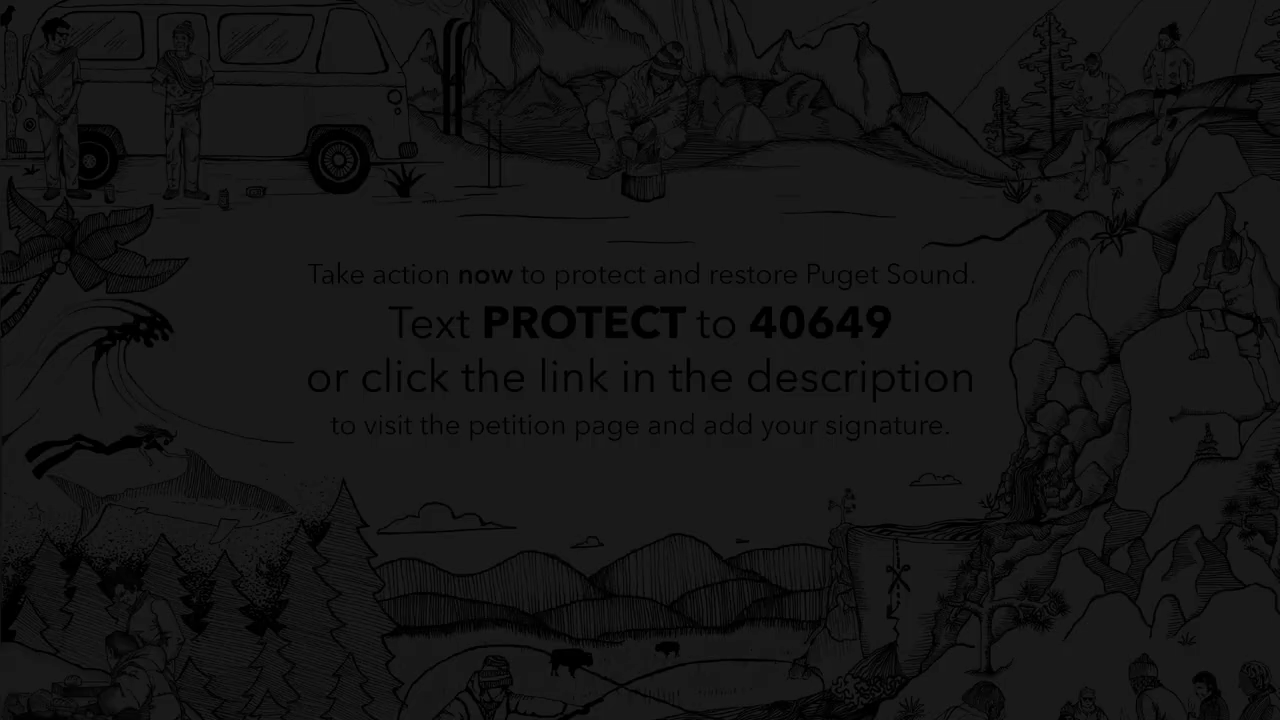 Take action now to protect and restore Puget Sound.
Text PROTECT to 40649
or click the link in the description
to visit the petition page and add your signature.